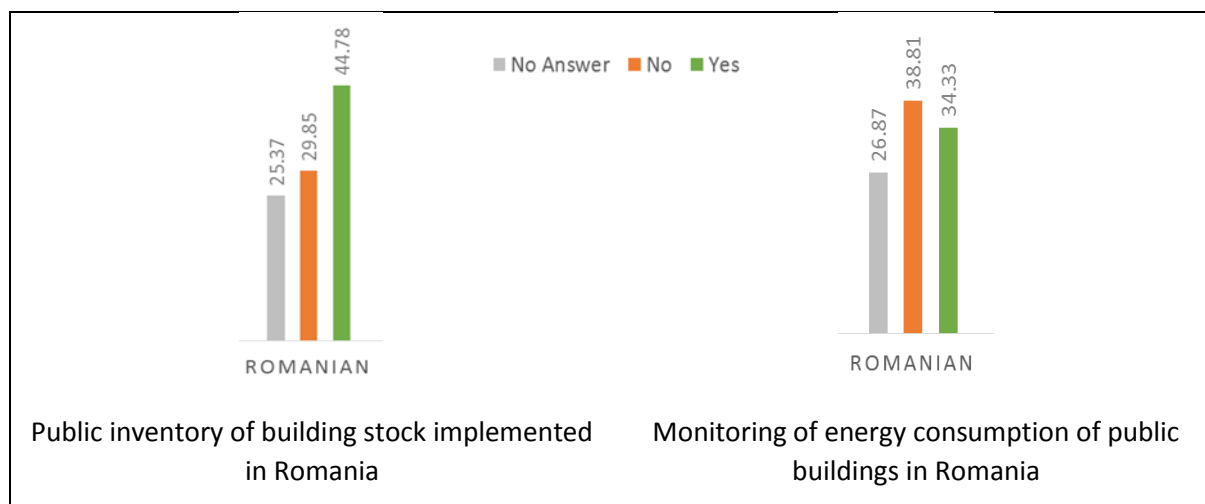 25.37
29.85
44.78
ROMANIAN
No Answer No Yes
26.87
38.81
34.33
ROMANIAN
Public inventory of building stock implemented
in Romania
Monitoring of energy consumption of public
buildings in Romania